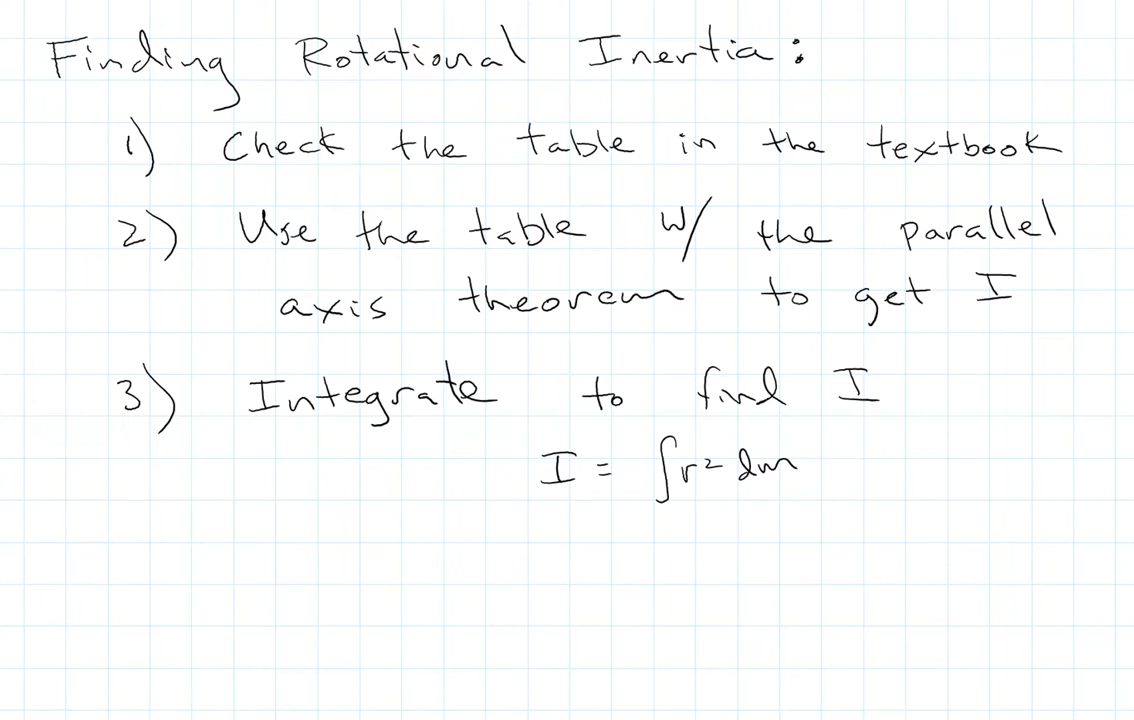 Finding Rotational Inertia:
1) Check the table in the textbook
2) Use the table w/ the parallel
axis theorem to get I
3) Integrate to find I
I = ∫r² dm